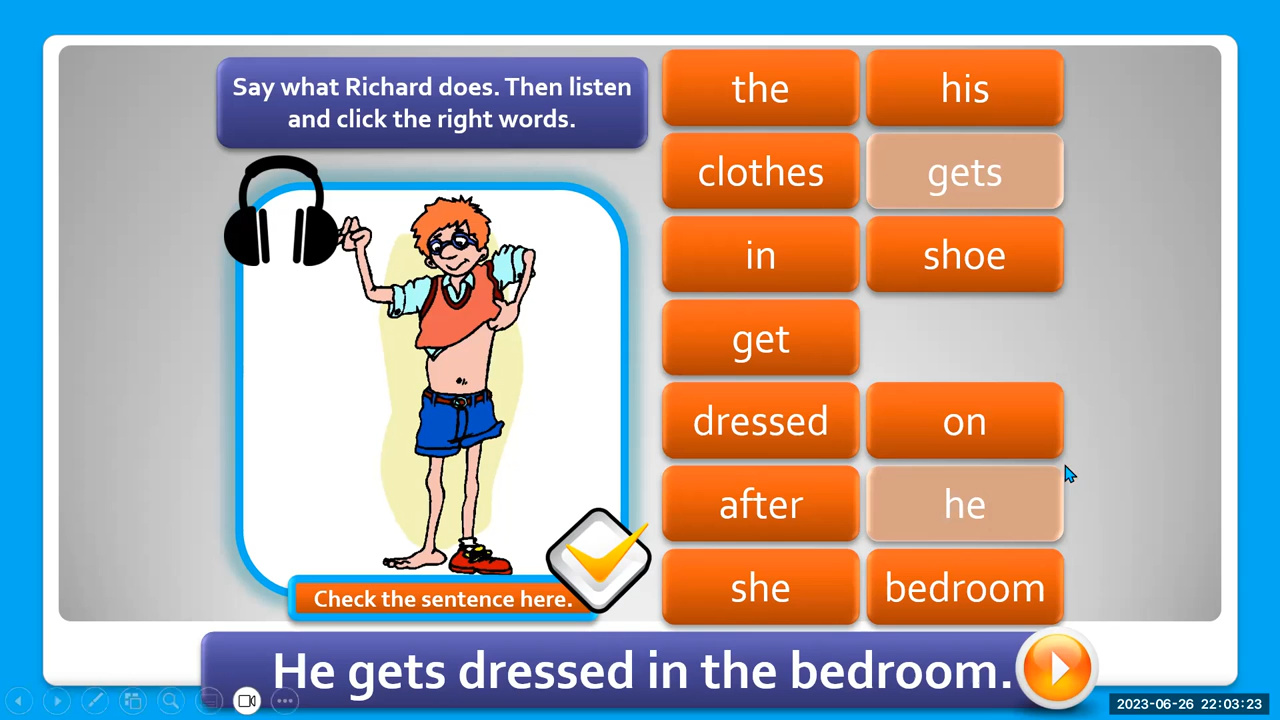 Say what Richard does. Then listen
and click the right words.
the
his
clothes
gets
in
shoe
get
dressed
on
after
he
she
bedroom
Check the sentence here.
He gets dressed in the bedroom.
2023-06-26 22:03:23